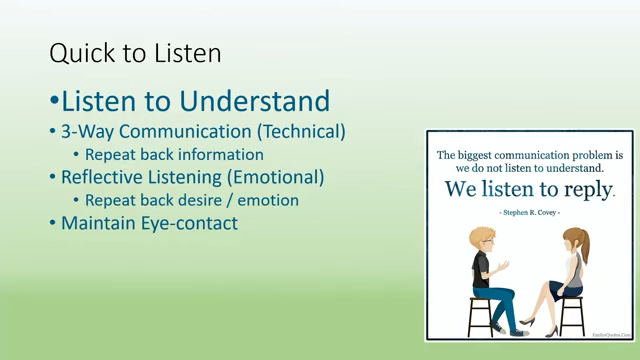 Quick to Listen
•Listen to Understand
• 3-Way Communication (Technical)
• Repeat back information
• Reflective Listening (Emotional)
• Repeat back desire / emotion
• Maintain Eye-contact
The biggest communication problem is
we do not listen to understand.
We listen to reply.
- Stephen R. Covey -
EmilysQuotes.Com